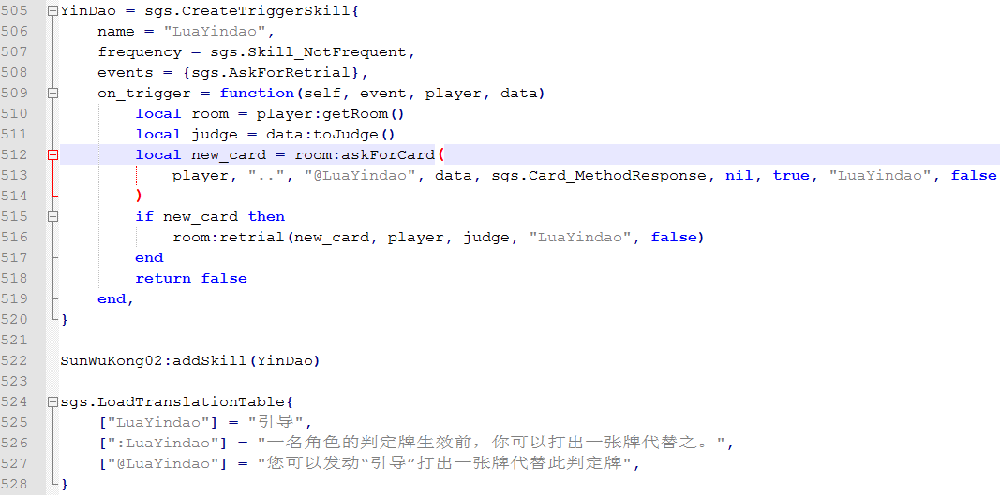 505 YinDao = sgs.CreateTriggerSkill{
506     name = "LuaYindao",
507     frequency = sgs.Skill_NotFrequent,
508     events = {sgs.AskForRetrial},
509     on_trigger = function(self, event, player, data)
510         local room = player:getRoom()
511         local judge = data:toJudge()
512         local new_card = room:askForCard(
513             player, "..", "@LuaYindao", data, sgs.Card_MethodResponse, nil, true, "LuaYindao", false
514         )
515         if new_card then
516             room:retrial(new_card, player, judge, "LuaYindao", false)
517         end
518         return false
519     end,
520 }
521
522 SunWuKong02:addSkill(YinDao)
523
524 sgs.LoadTranslationTable{
525     ["LuaYindao"] = "引导",
526     [":LuaYindao"] = "一名角色的判定牌生效前，你可以打出一张牌代替之。",
527     ["@LuaYindao"] = "您可以发动“引导”打出一张牌代替此判定牌",
528 }